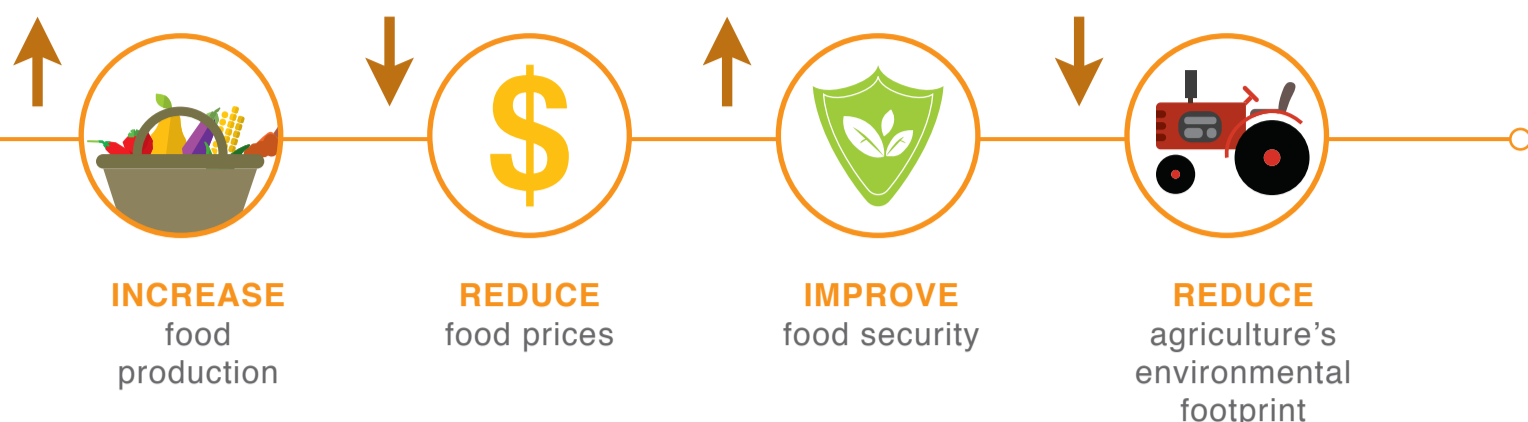 INCREASE
food
production
REDUCE
food prices
IMPROVE
food security
REDUCE
agriculture’s
environmental
footprint